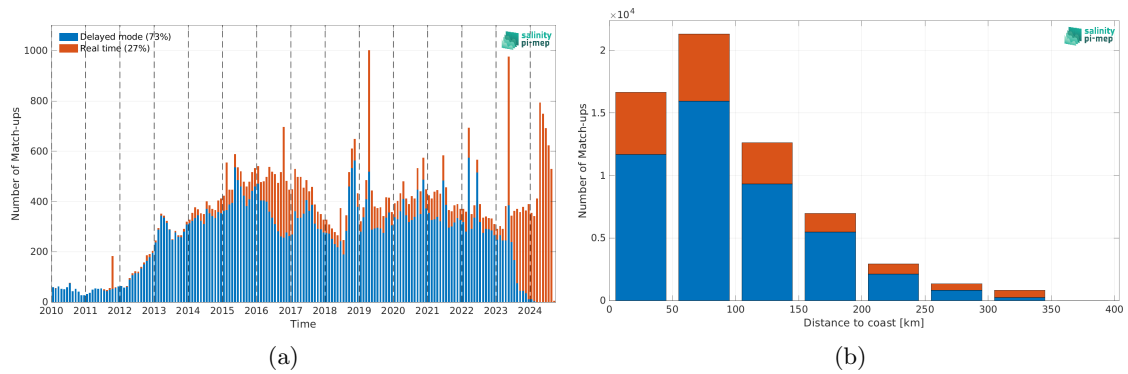 Delayed mode (73%)
Real time (27%)
salinity
pi-mep
1000
800
600
400
200
0
Number of Match-ups
2010 2011 2012 2013 2014 2015 2016 2017 2018 2019 2020 2021 2022 2023 2024
Time
(a)
×10⁴
salinity
pi-mep
2
1.5
1
0.5
0
Number of Match-ups
0 50 100 150 200 250 300 350 400
Distance to coast [km]
(b)